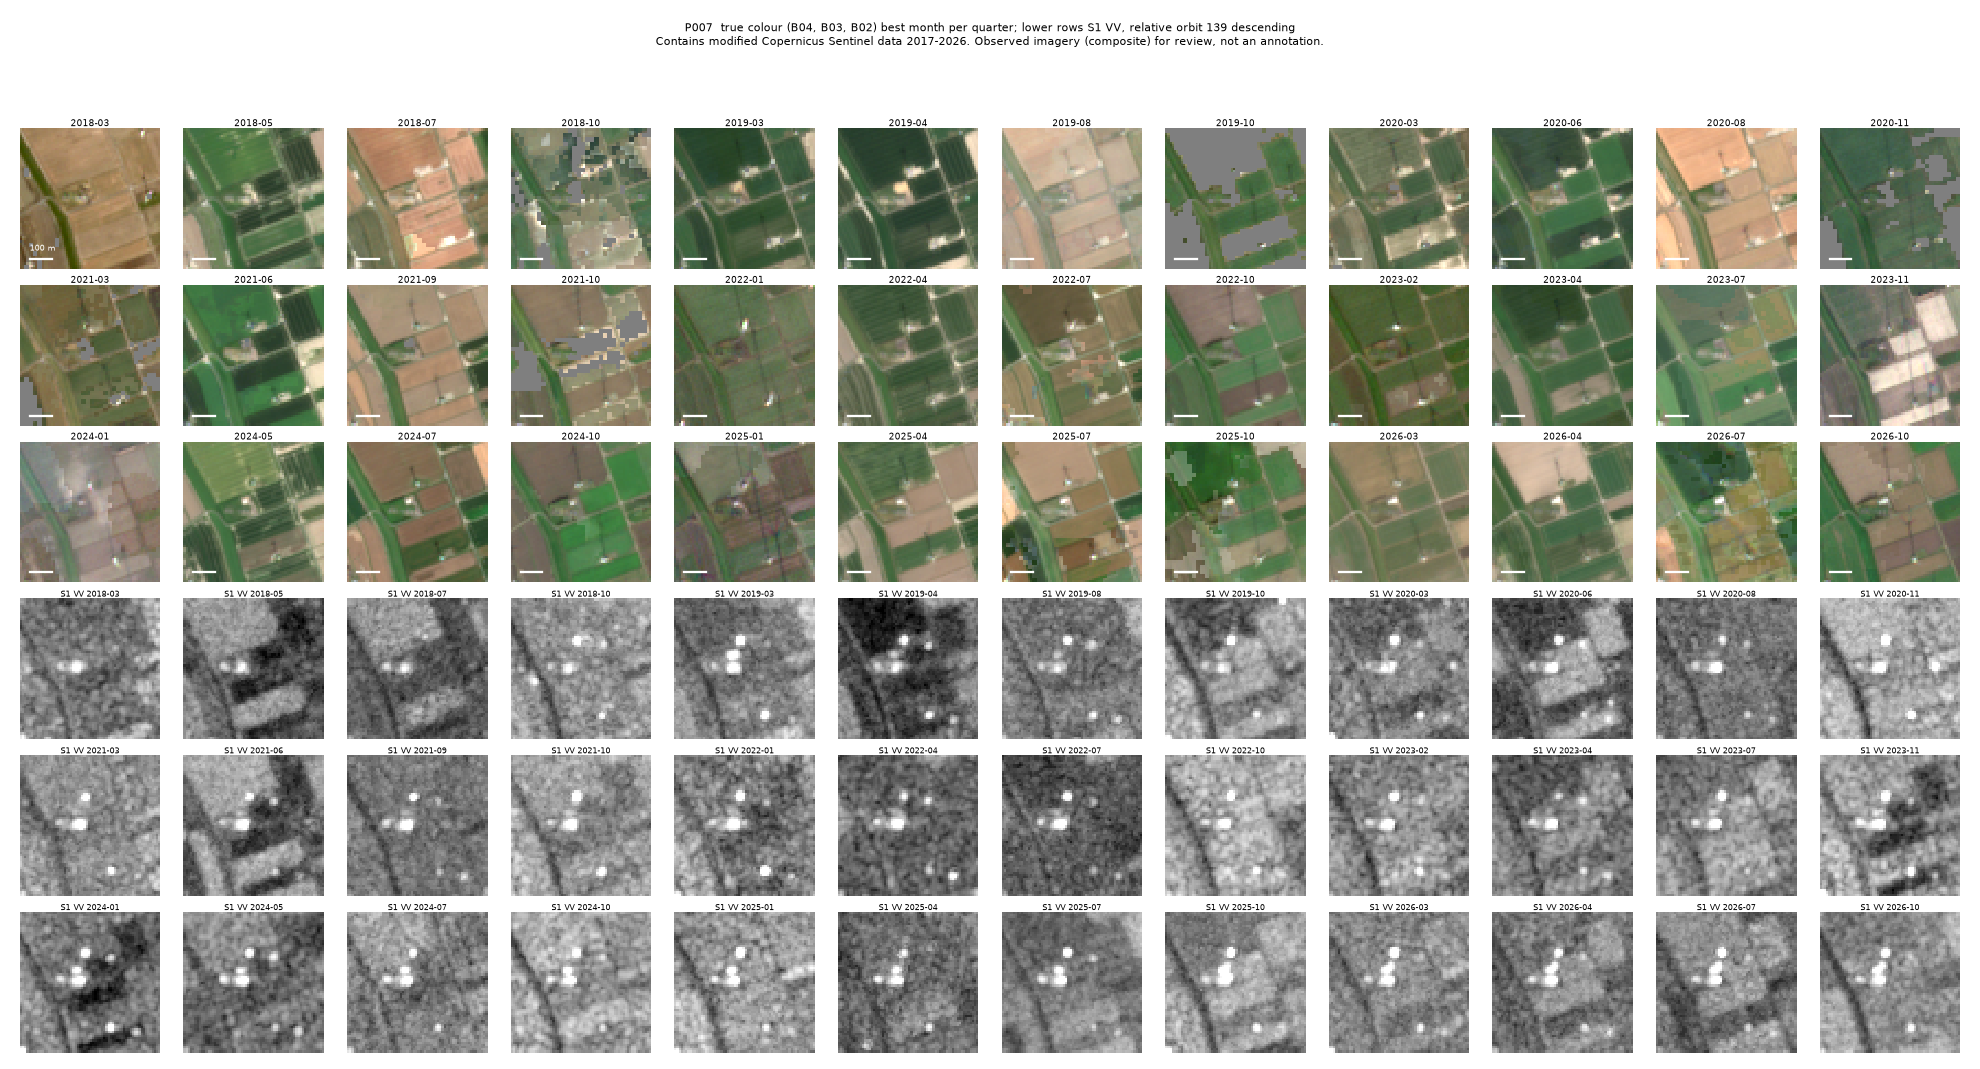 P007 true colour (B04, B03, B02) best month per quarter; lower rows S1 VV, relative orbit 139 descending
Contains modified Copernicus Sentinel data 2017-2026. Observed imagery (composite) for review, not an annotation.
2018-03 2018-05 2018-07 2018-10 2019-03 2019-04 2019-08 2019-10 2020-03 2020-06 2020-08 2020-11
100 m
2021-03 2021-06 2021-09 2021-10 2022-01 2022-04 2022-07 2022-10 2023-02 2023-04 2023-07 2023-11
2024-01 2024-05 2024-07 2024-10 2025-01 2025-04 2025-07 2025-10 2026-03 2026-04 2026-07 2026-10
S1 VV 2018-03 S1 VV 2018-05 S1 VV 2018-07 S1 VV 2018-10 S1 VV 2019-03 S1 VV 2019-04 S1 VV 2019-08 S1 VV 2019-10 S1 VV 2020-03 S1 VV 2020-06 S1 VV 2020-08 S1 VV 2020-11
S1 VV 2021-03 S1 VV 2021-06 S1 VV 2021-09 S1 VV 2021-10 S1 VV 2022-01 S1 VV 2022-04 S1 VV 2022-07 S1 VV 2022-10 S1 VV 2023-02 S1 VV 2023-04 S1 VV 2023-07 S1 VV 2023-11
S1 VV 2024-01 S1 VV 2024-05 S1 VV 2024-07 S1 VV 2024-10 S1 VV 2025-01 S1 VV 2025-04 S1 VV 2025-07 S1 VV 2025-10 S1 VV 2026-03 S1 VV 2026-04 S1 VV 2026-07 S1 VV 2026-10